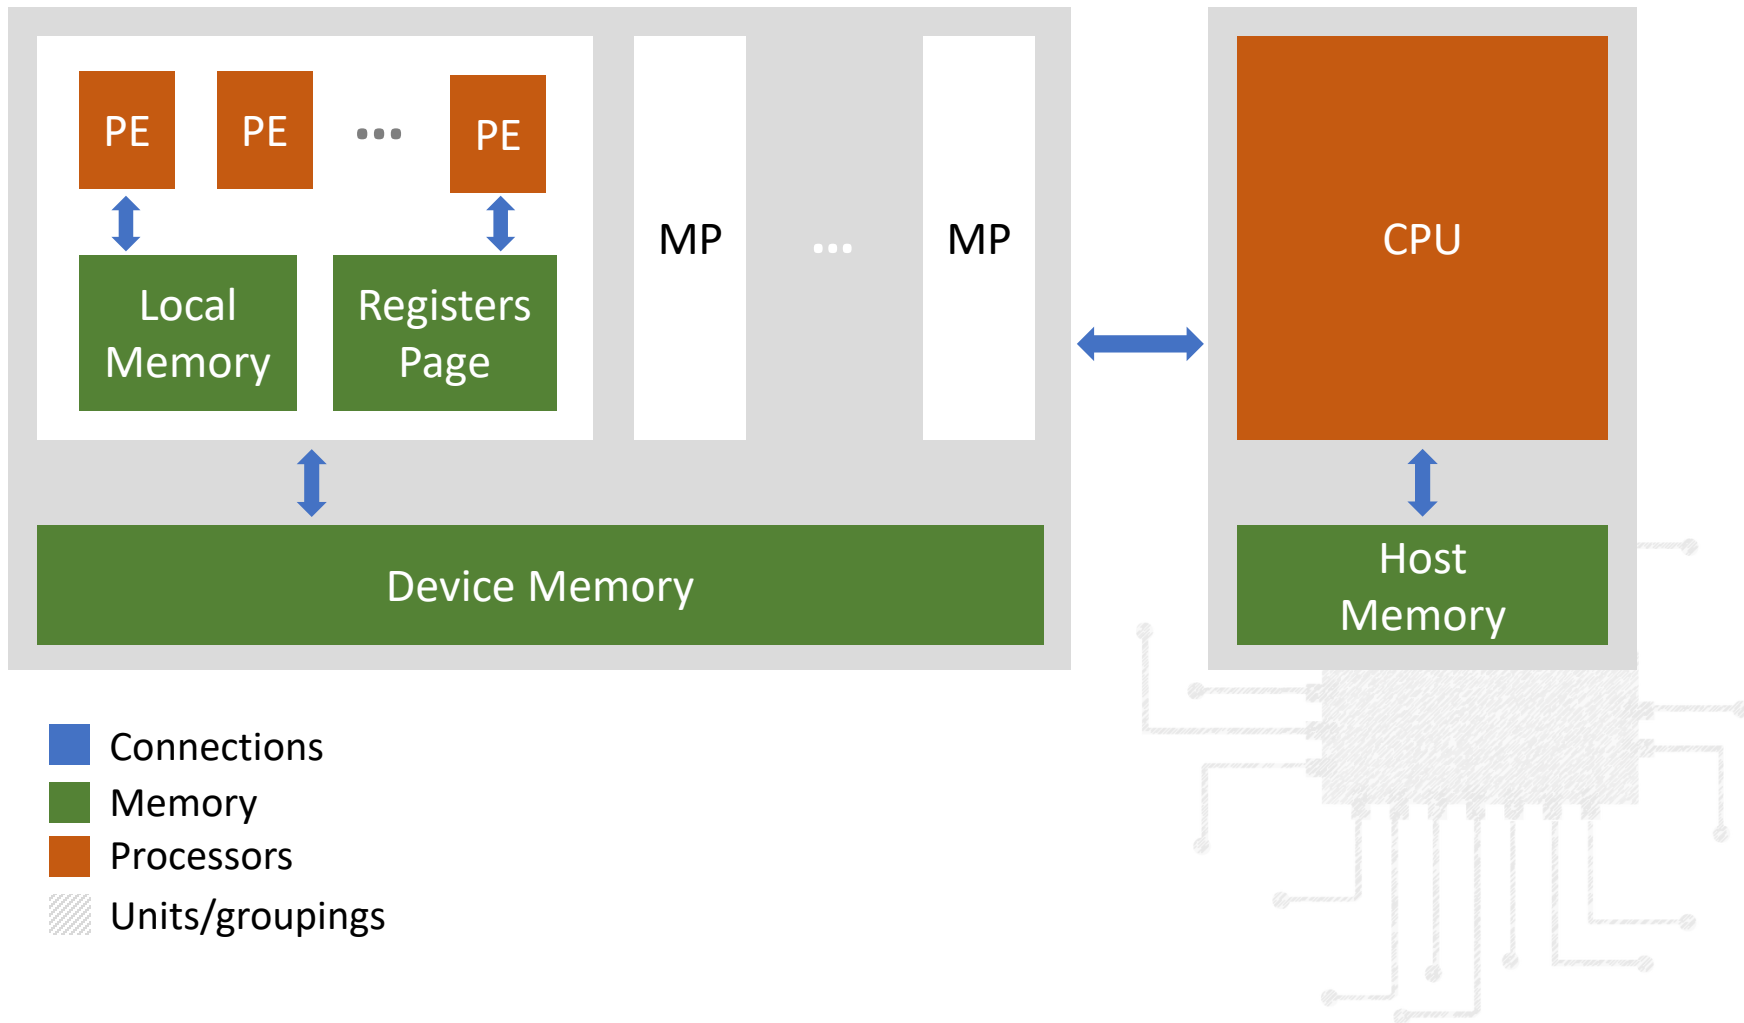 PE
PE
...
PE
Local
Memory
Registers
Page
MP
...
MP
CPU
Device Memory
Host
Memory
Connections
Memory
Processors
Units/groupings